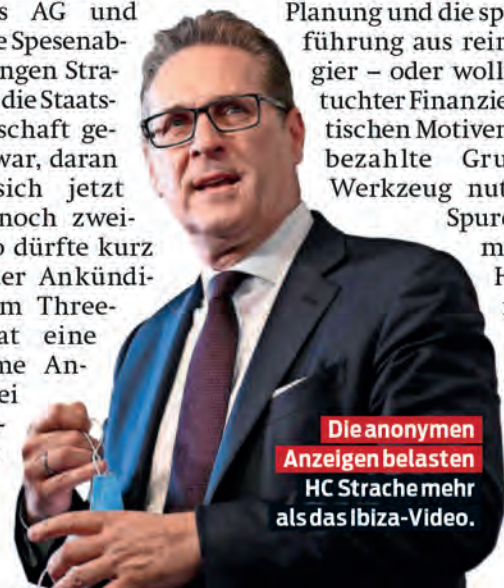 s AG und
e Spesenab-
ngen Stra-
die Staats-
schaft ge-
war, daran
sich jetzt
noch zwei-
o dürfte kurz
er Ankündi-
m Three-
at eine
me An-
ei
-
Planung und die sp
führung aus rein
gier – oder woll
tuchter Finanzie
tischen Motiven
bezahlte Gru
Werkzeug nu
Spure
m
H
Die anonymen
Anzeigen belasten
HC Strache mehr
als das Ibiza-Video.